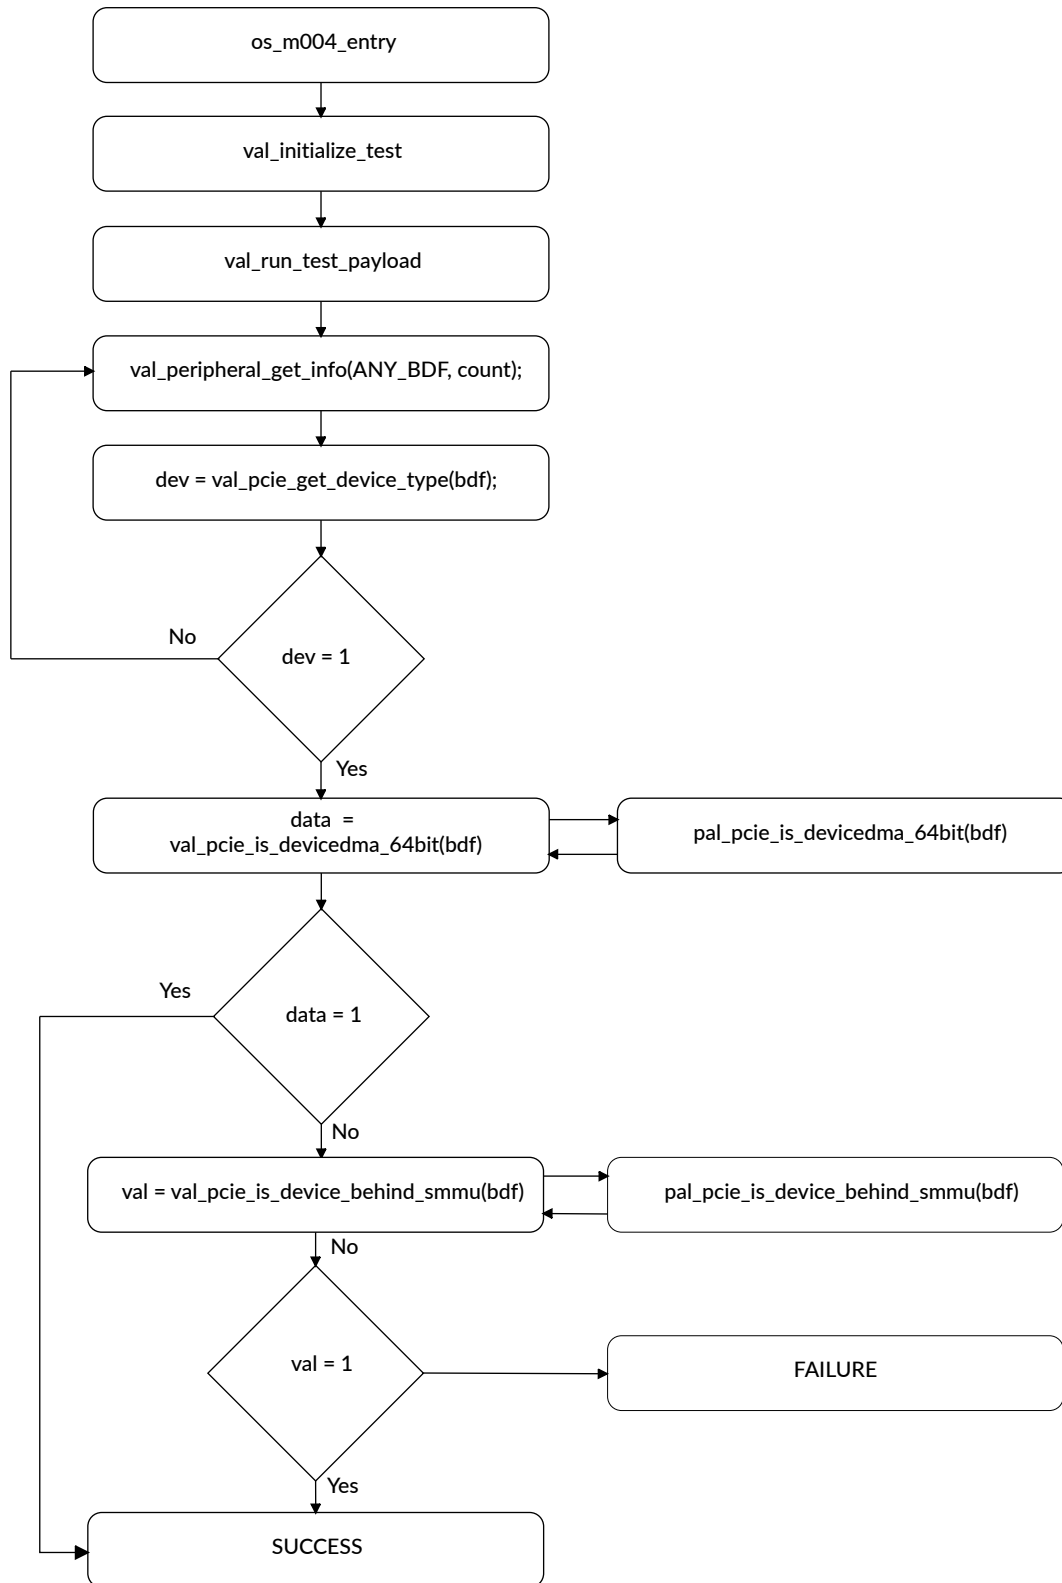 os_m004_entry
val_initialize_test
val_run_test_payload
val_peripheral_get_info(ANY_BDF, count);
dev = val_pcie_get_device_type(bdf);
No
dev = 1
Yes
data =
val_pcie_is_devicedma_64bit(bdf)
pal_pcie_is_devicedma_64bit(bdf)
Yes
data = 1
No
val = val_pcie_is_device_behind_smmu(bdf)
pal_pcie_is_device_behind_smmu(bdf)
No
val = 1
FAILURE
Yes
SUCCESS